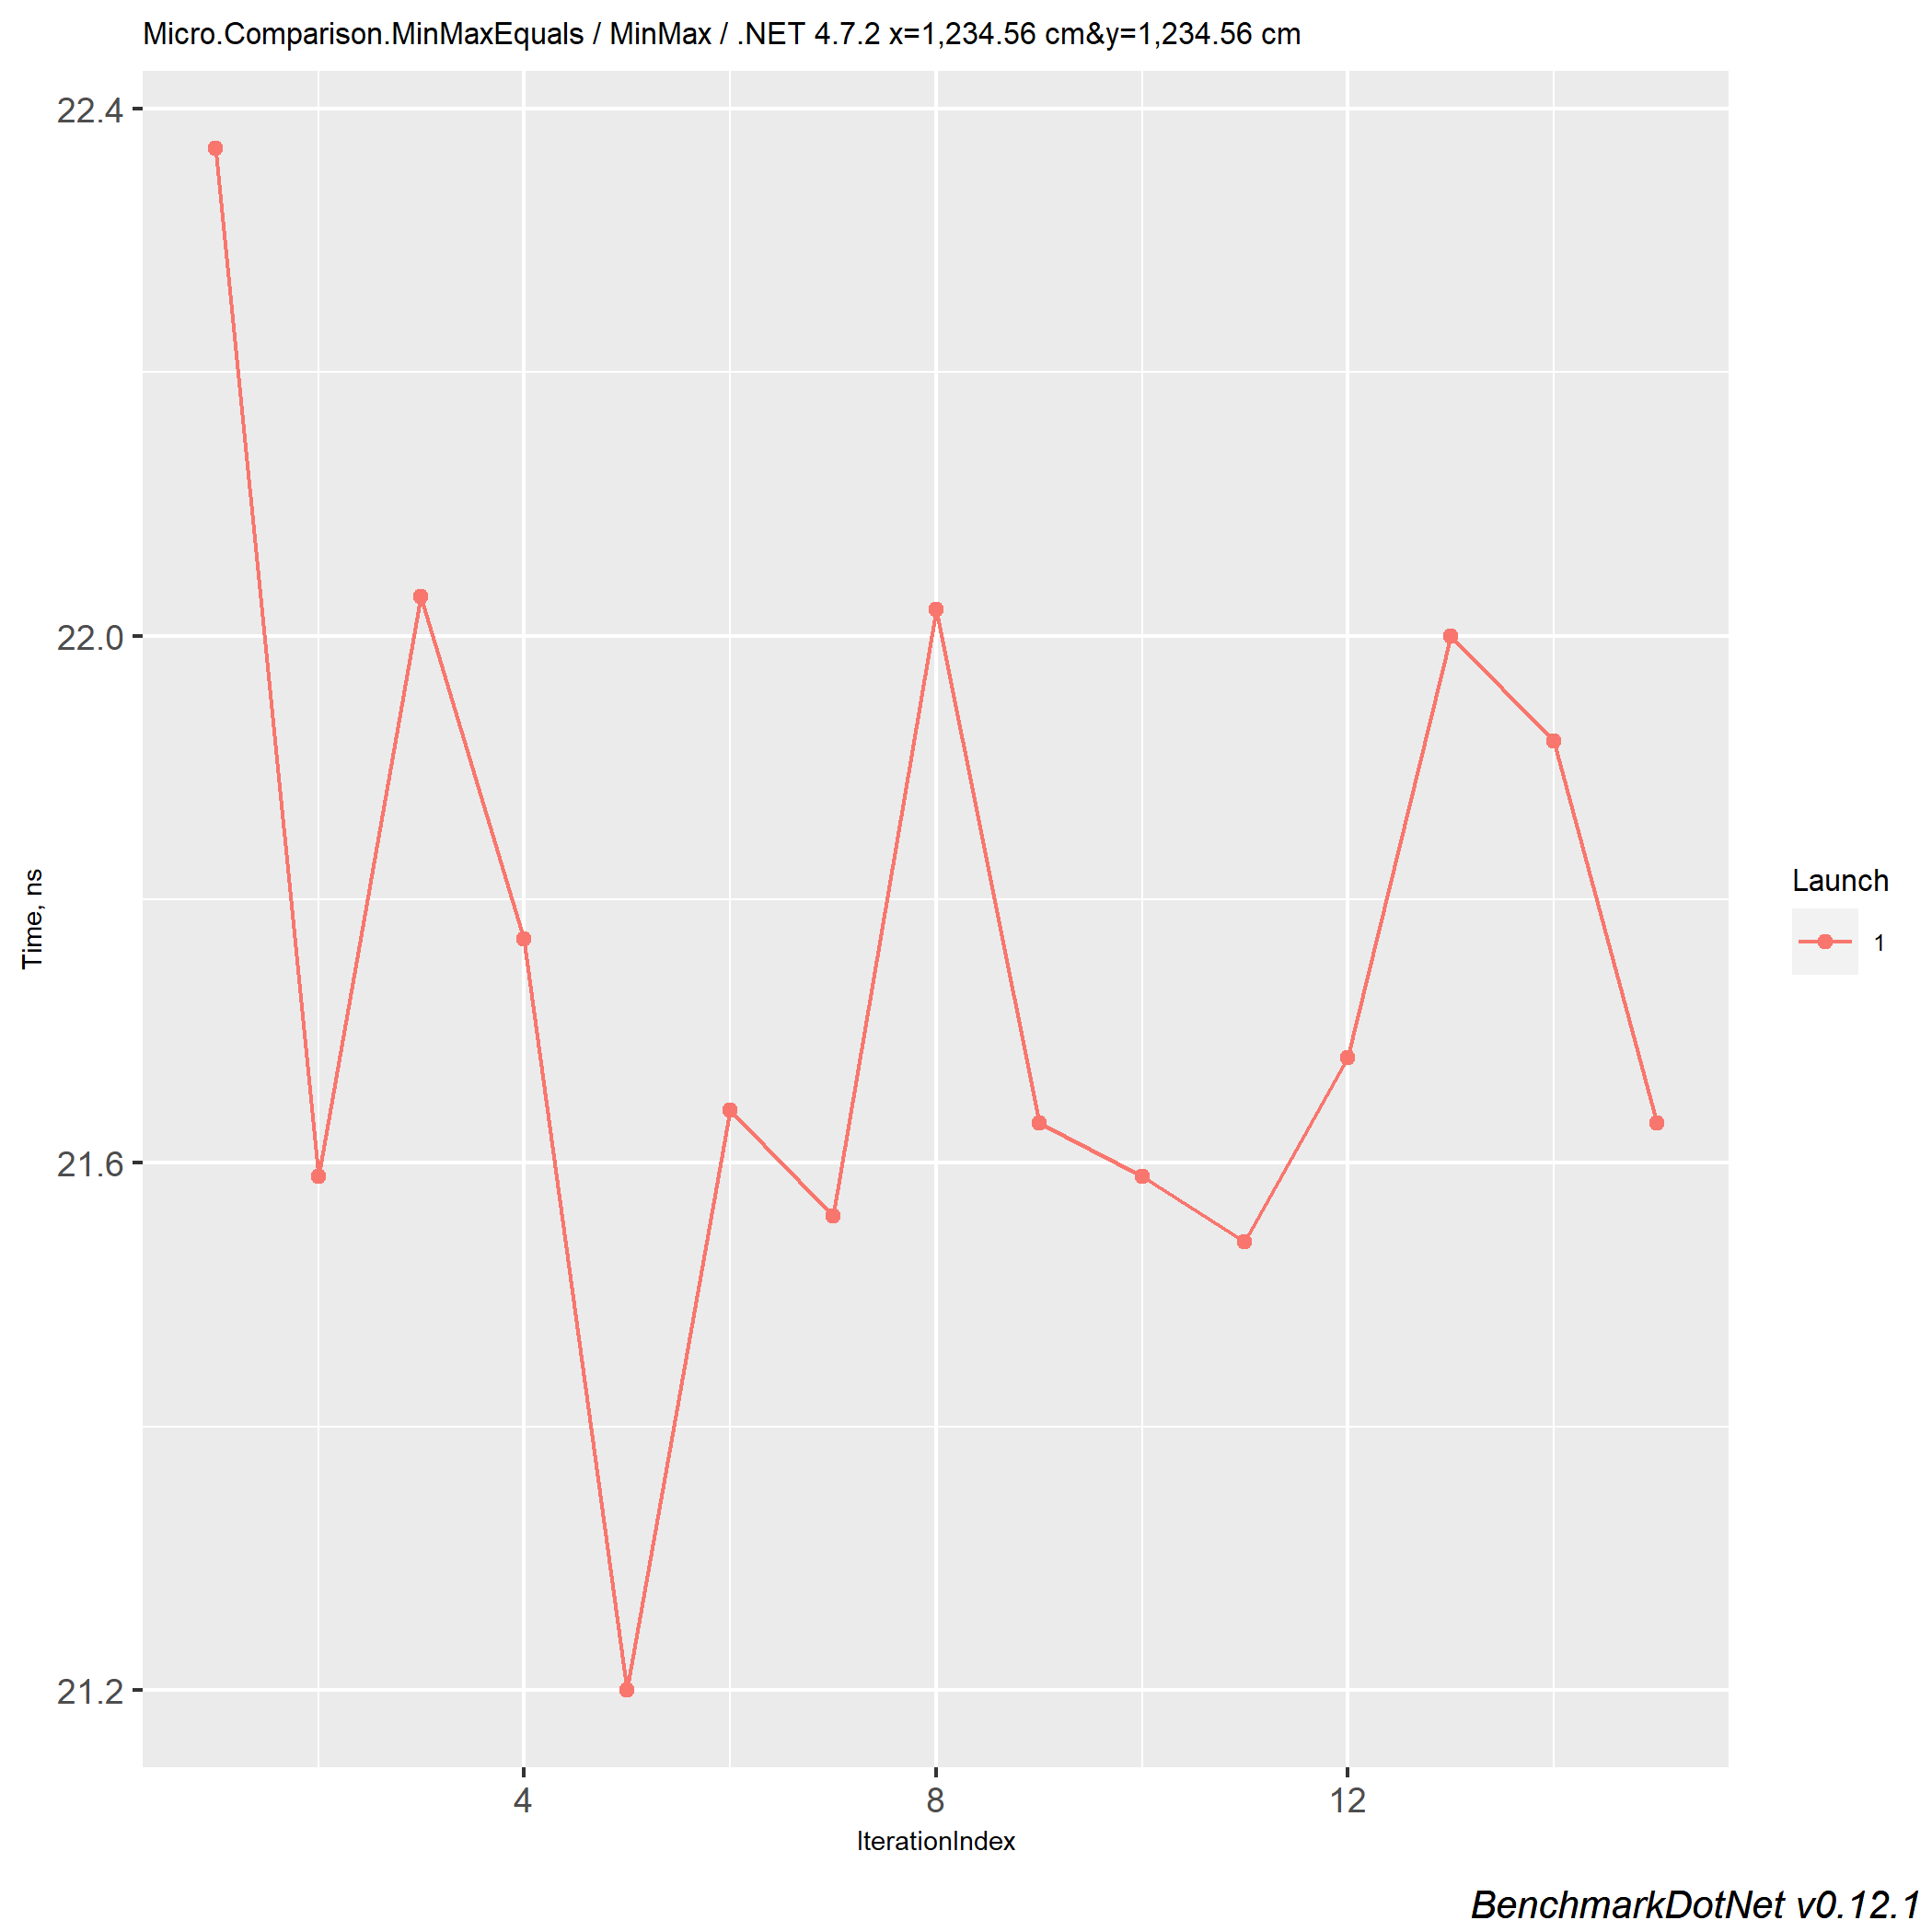 Micro.Comparison.MinMaxEquals / MinMax / .NET 4.7.2 x=1,234.56 cm&y=1,234.56 cm
22.4
22.0
21.6
21.2
Time, ns
4
8
12
IterationIndex
Launch
1
BenchmarkDotNet v0.12.1